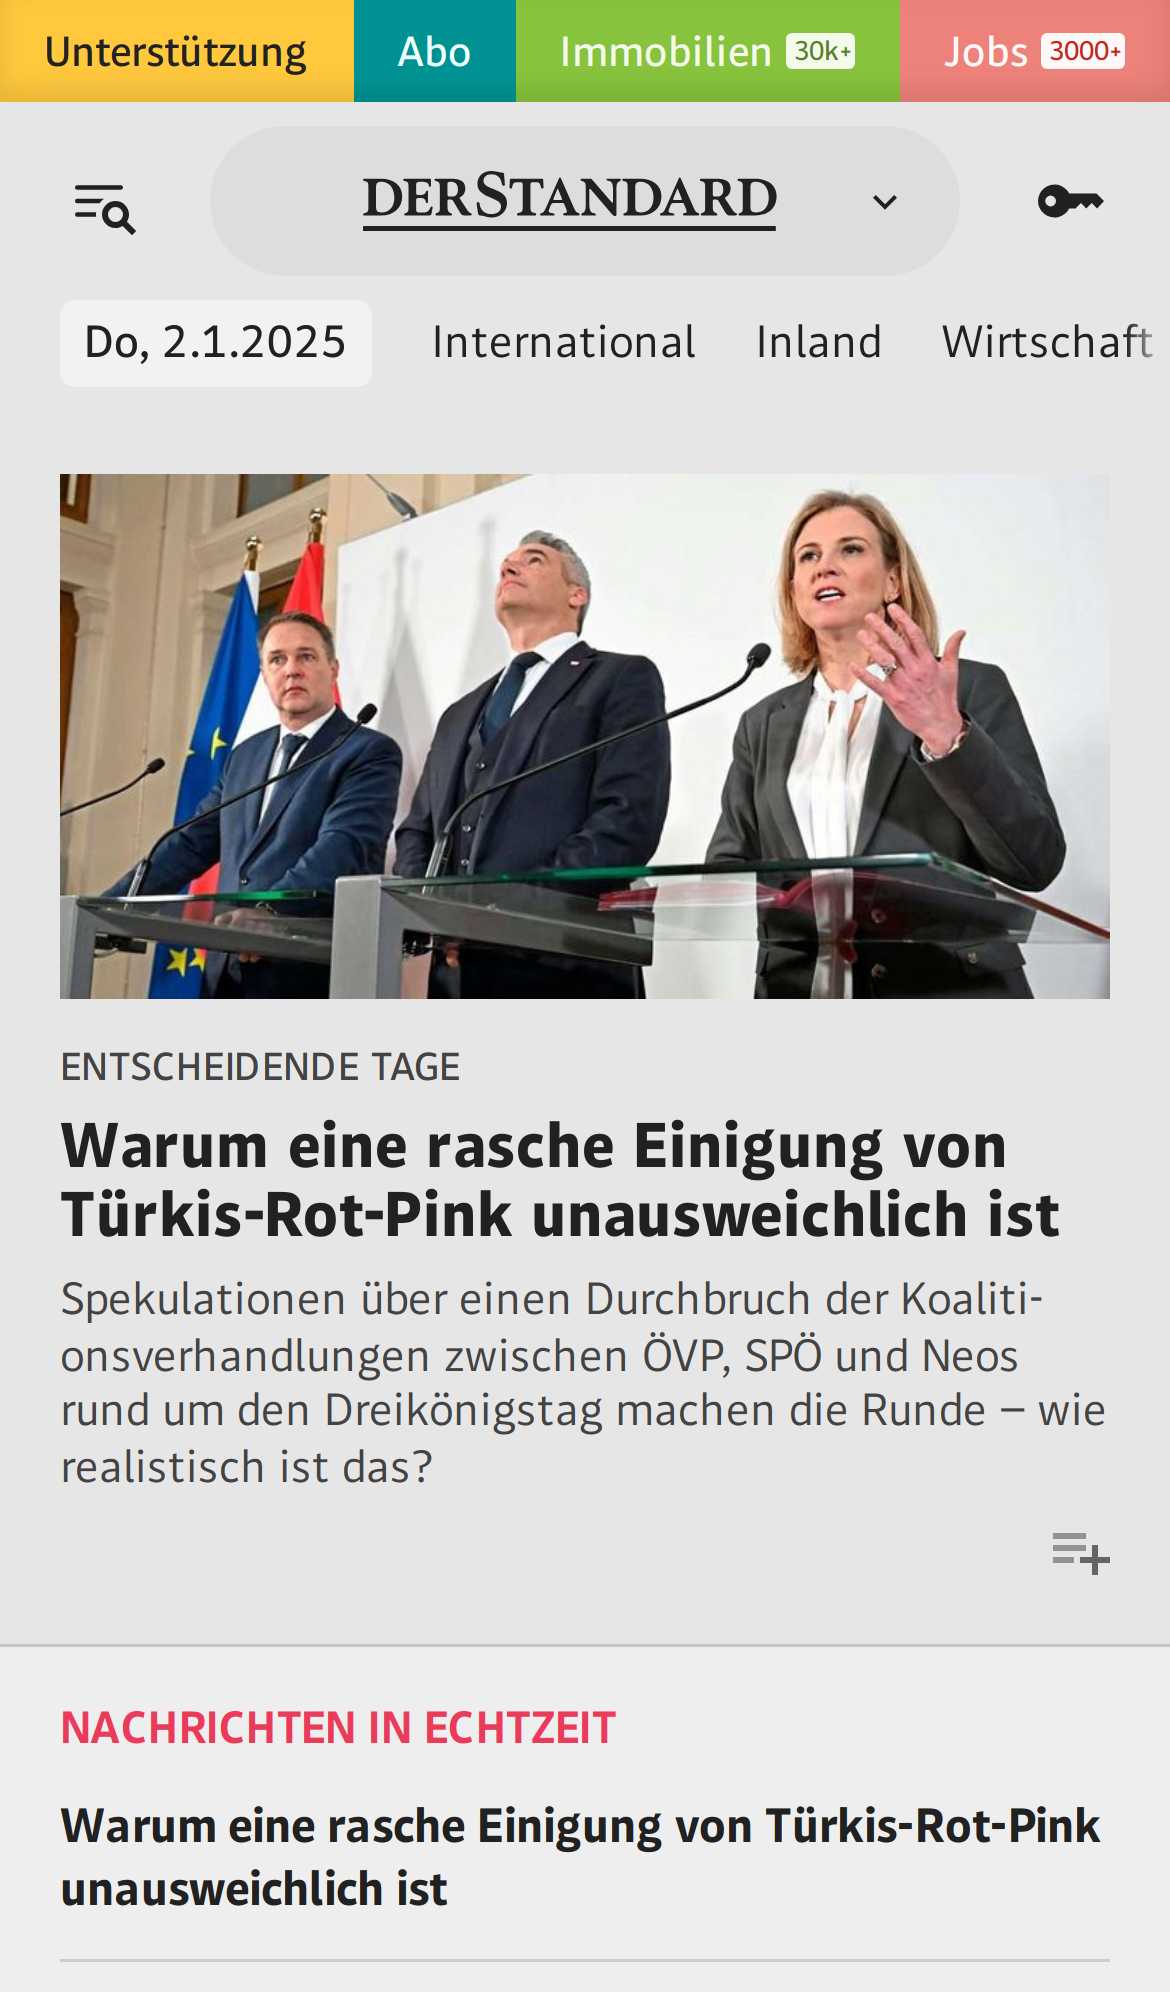 Unterstützung
Abo
Immobilien 30k+
Jobs 3000+
DERSTANDARD
Do, 2.1.2025
International
Inland
Wirtschaft
ENTSCHEIDENDE TAGE
Warum eine rasche Einigung von
Türkis-Rot-Pink unausweichlich ist
Spekulationen über einen Durchbruch der Koaliti-
onsverhandlungen zwischen ÖVP, SPÖ und Neos
rund um den Dreikönigstag machen die Runde – wie
realistisch ist das?
NACHRICHTEN IN ECHTZEIT
Warum eine rasche Einigung von Türkis-Rot-Pink
unausweichlich ist